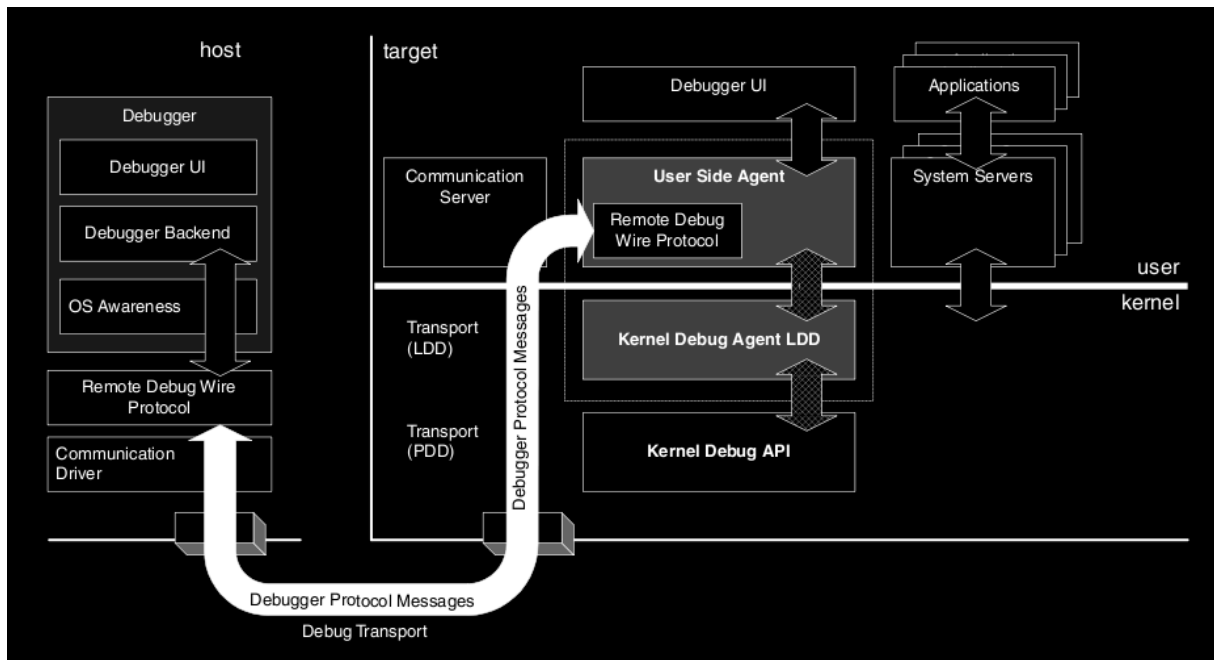 host
target
Debugger
Debugger UI
Debugger Backend
OS Awareness
Remote Debug Wire
Protocol
Communication
Driver
Communication
Server
Transport
(LDD)
Transport
(PDD)
Debugger UI
User Side Agent
Remote Debug
Wire Protocol
Kernel Debug Agent LDD
Kernel Debug API
Applications
System Servers
user
kernel
Debugger Protocol Messages
Debugger Protocol Messages
Debug Transport